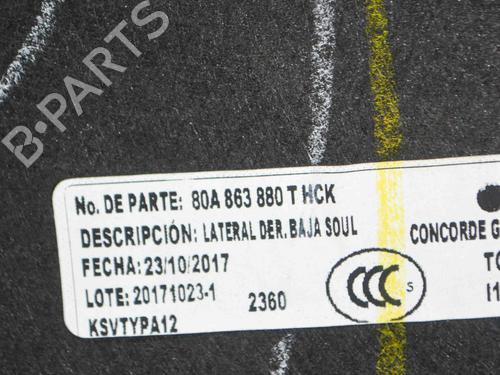 B-PARTS
No. DE PARTE: 80A 863 880 T HCK
DESCRIPCIÓN: LATERAL DER. BAJA SOUL
FECHA: 23/10/2017
LOTE: 20171023-1 2360
KSVTYPA12
CCC S
CONCORDE G